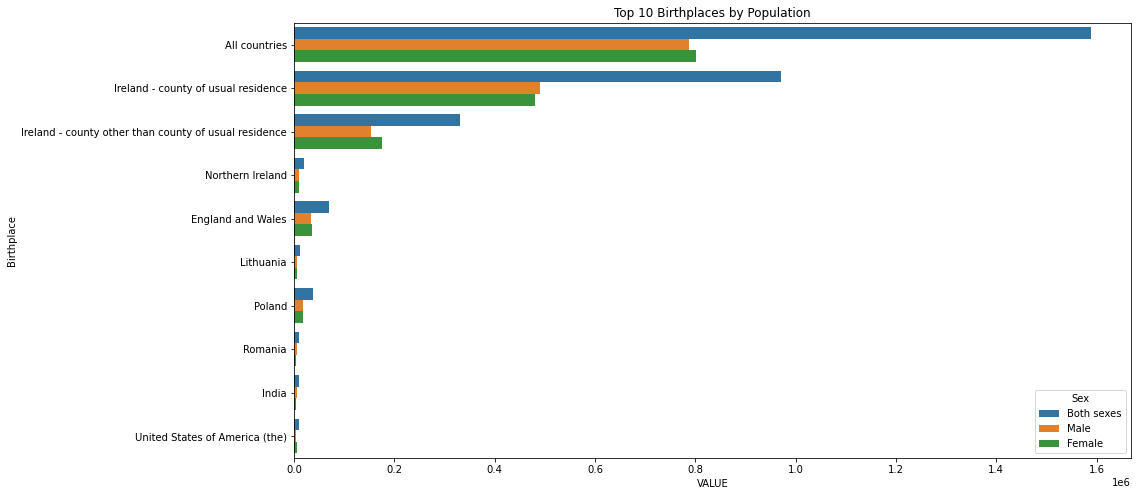 Top 10 Birthplaces by Population
Birthplace
All countries
Ireland - county of usual residence
Ireland - county other than county of usual residence
Northern Ireland
England and Wales
Lithuania
Poland
Romania
India
United States of America (the)
Sex
Both sexes
Male
Female
0.0 0.2 0.4 0.6 0.8 1.0 1.2 1.4 1.6
1e6
VALUE